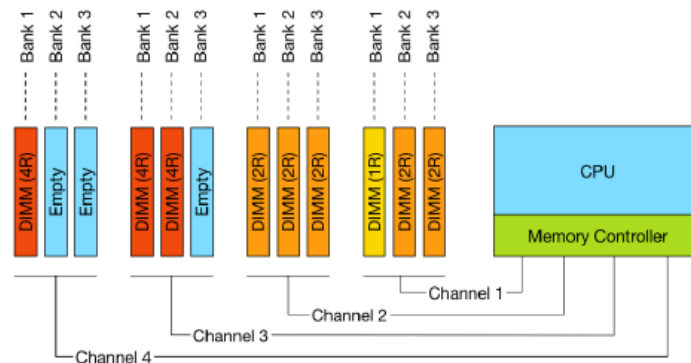 Bank 1
Bank 2
Bank 3
Bank 1
Bank 2
Bank 3
Bank 1
Bank 2
Bank 3
Bank 1
Bank 2
Bank 3
DIMM (4R)
Empty
Empty
DIMM (4R)
DIMM (4R)
Empty
DIMM (2R)
DIMM (2R)
DIMM (2R)
DIMM (1R)
DIMM (2R)
DIMM (2R)
CPU
Memory Controller
Channel 1
Channel 2
Channel 3
Channel 4